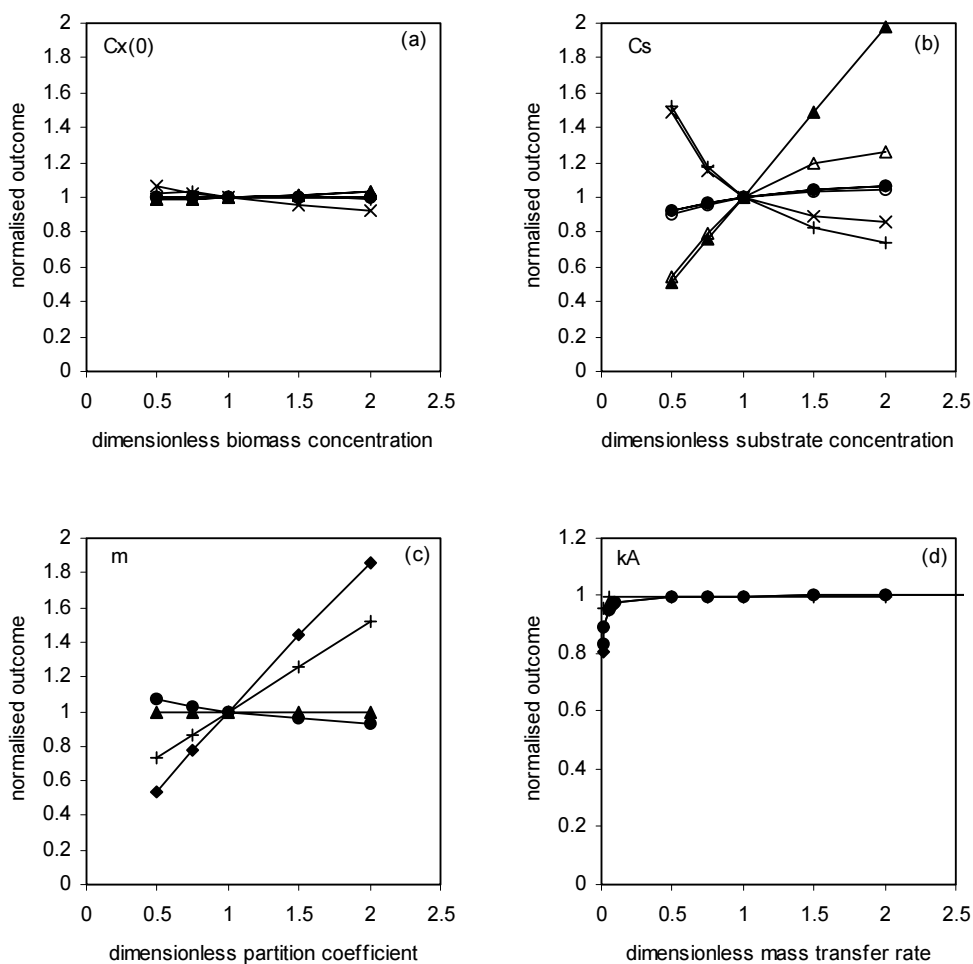 Cx(0)
(a)
2
1.8
1.6
1.4
1.2
1
0.8
0.6
0.4
0.2
0
normalised outcome
0 0.5 1 1.5 2 2.5
dimensionless biomass concentration
Cs
(b)
2
1.8
1.6
1.4
1.2
1
0.8
0.6
0.4
0.2
0
normalised outcome
0 0.5 1 1.5 2 2.5
dimensionless substrate concentration
m
(c)
2
1.8
1.6
1.4
1.2
1
0.8
0.6
0.4
0.2
0
normalised outcome
0 0.5 1 1.5 2 2.5
dimensionless partition coefficient
kA
(d)
1.2
1
0.8
0.6
0.4
0.2
0
normalised outcome
0 0.5 1 1.5 2 2.5
dimensionless mass transfer rate